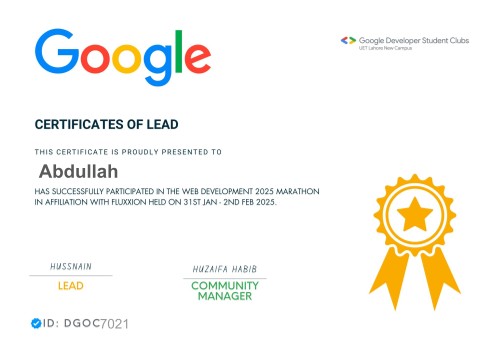 Google
Google Developer Student Clubs
UET Lahore New Campus
CERTIFICATES OF LEAD
THIS CERTIFICATE IS PROUDLY PRESENTED TO
Abdullah
HAS SUCCESSFULLY PARTICIPATED IN THE WEB DEVELOPMENT 2025 MARATHON
IN AFFILIATION WITH FLUXXION HELD ON 31ST JAN - 2ND FEB 2025.
HUSSNAIN
LEAD
HUZAIFA HABIB
COMMUNITY
MANAGER
ID: DGOC7021